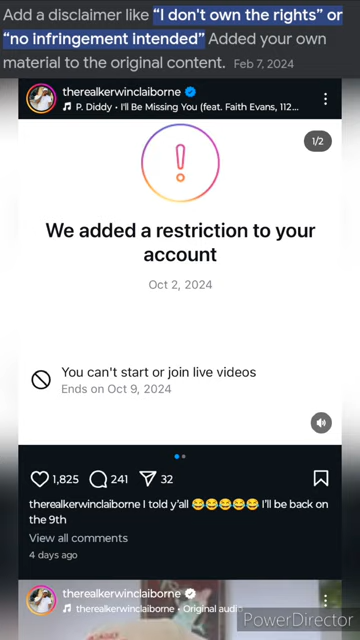 Add a disclaimer like “I don't own the rights” or
“no infringement intended” Added your own
material to the original content. Feb 7, 2024
therealkerwinclaiborne
P. Diddy • I'll Be Missing You (feat. Faith Evans, 112...
1/2
We added a restriction to your
account
Oct 2, 2024
You can't start or join live videos
Ends on Oct 9, 2024
1,825 241 32
therealkerwinclaiborne I told y'all 😂😂😂😂😂 I'll be back on
the 9th
View all comments
4 days ago
therealkerwinclaiborne
therealkerwinclaiborne • Original audio
PowerDirector